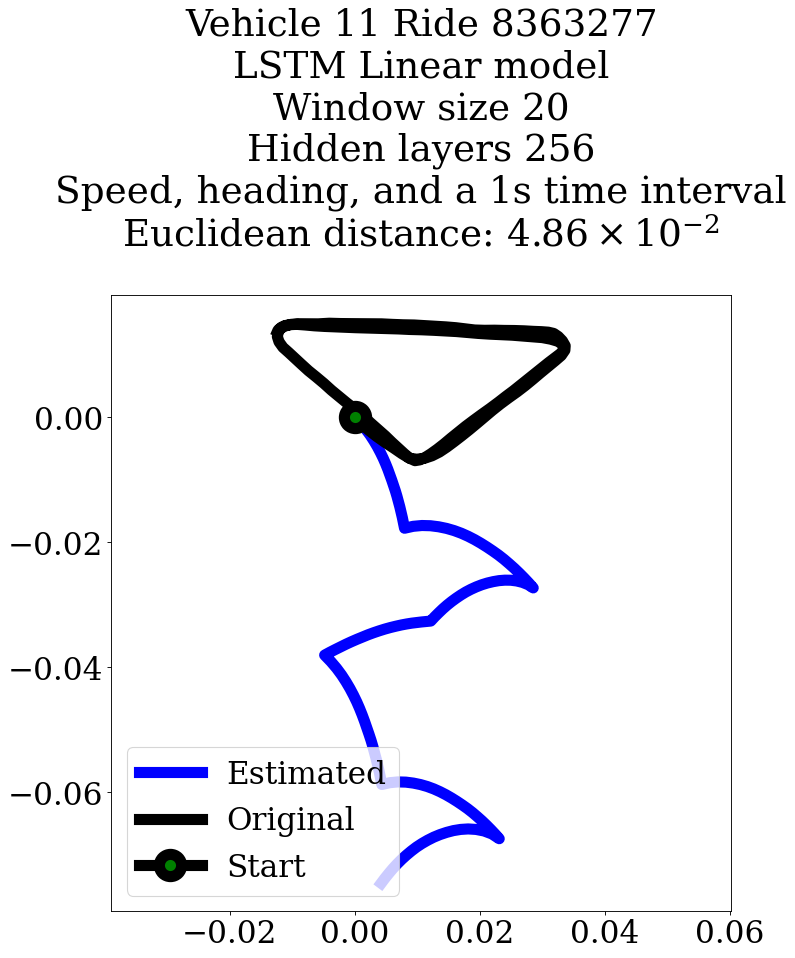 Vehicle 11 Ride 8363277
LSTM Linear model
Window size 20
Hidden layers 256
Speed, heading, and a 1s time interval
Euclidean distance: 4.86 × 10⁻²
0.00
−0.02
−0.04
−0.06
Estimated
Original
Start
−0.02 0.00 0.02 0.04 0.06